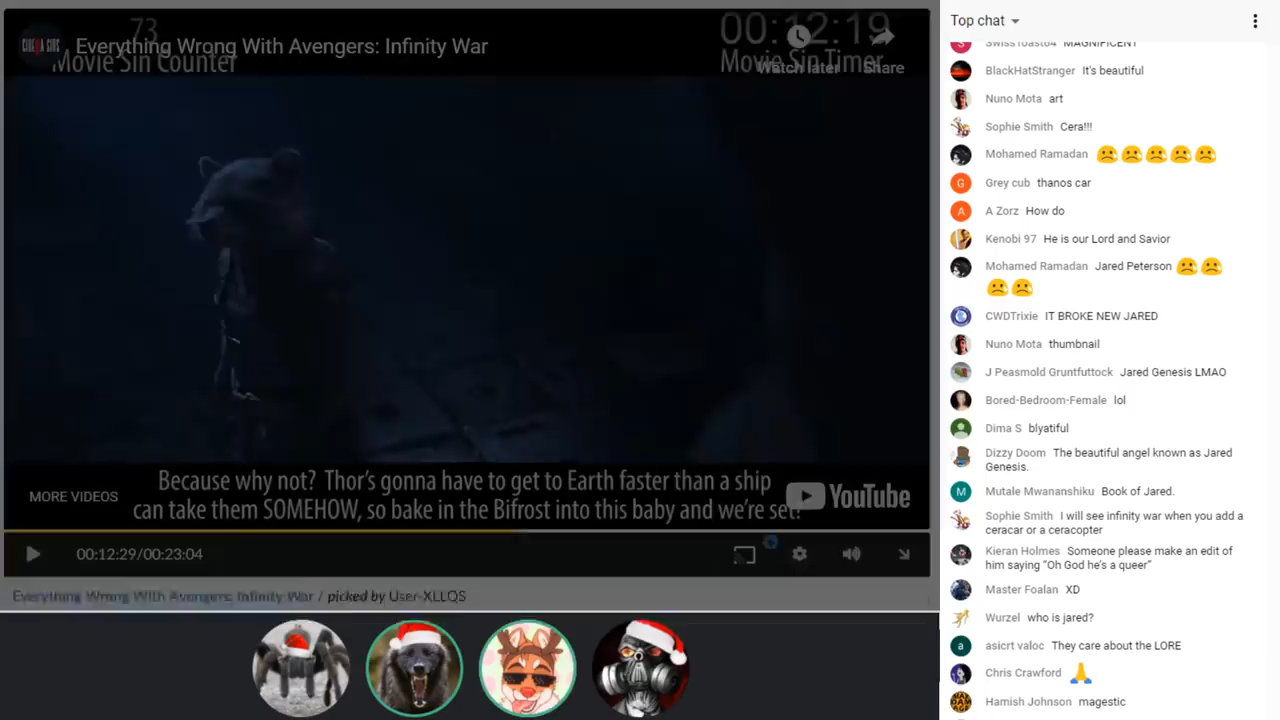 73
00:12:19
CINEMA SINS
Everything Wrong With Avengers: Infinity War
Movie Sin Counter
Movie Sin Timer
Watch later
Share
Because why not? Thor's gonna have to get to Earth faster than a ship
can take them SOMEHOW, so bake in the Bifrost into this baby and we're set!
MORE VIDEOS
YouTube
00:12:29/00:23:04
Everything Wrong With Avengers: Infinity War / picked by User-XLLQS
Top chat
SwissToast64 MAGNIFICENT
BlackHatStranger It's beautiful
Nuno Mota art
Sophie Smith Cera!!!
Mohamed Ramadan
G
Grey cub thanos car
A
A Zorz How do
Kenobi 97 He is our Lord and Savior
Mohamed Ramadan Jared Peterson
CWDTrixie IT BROKE NEW JARED
Nuno Mota thumbnail
J Peasmold Gruntfuttock Jared Genesis LMAO
Bored-Bedroom-Female lol
Dima S blyatiful
Dizzy Doom The beautiful angel known as Jared
Genesis.
M
Mutale Mwananshiku Book of Jared.
Sophie Smith I will see infinity war when you add a
ceracar or a ceracopter
Kieran Holmes Someone please make an edit of
him saying "Oh God he's a queer"
Master Foalan XD
Wurzel who is jared?
a
asicrt valoc They care about the LORE
Chris Crawford
Hamish Johnson magestic